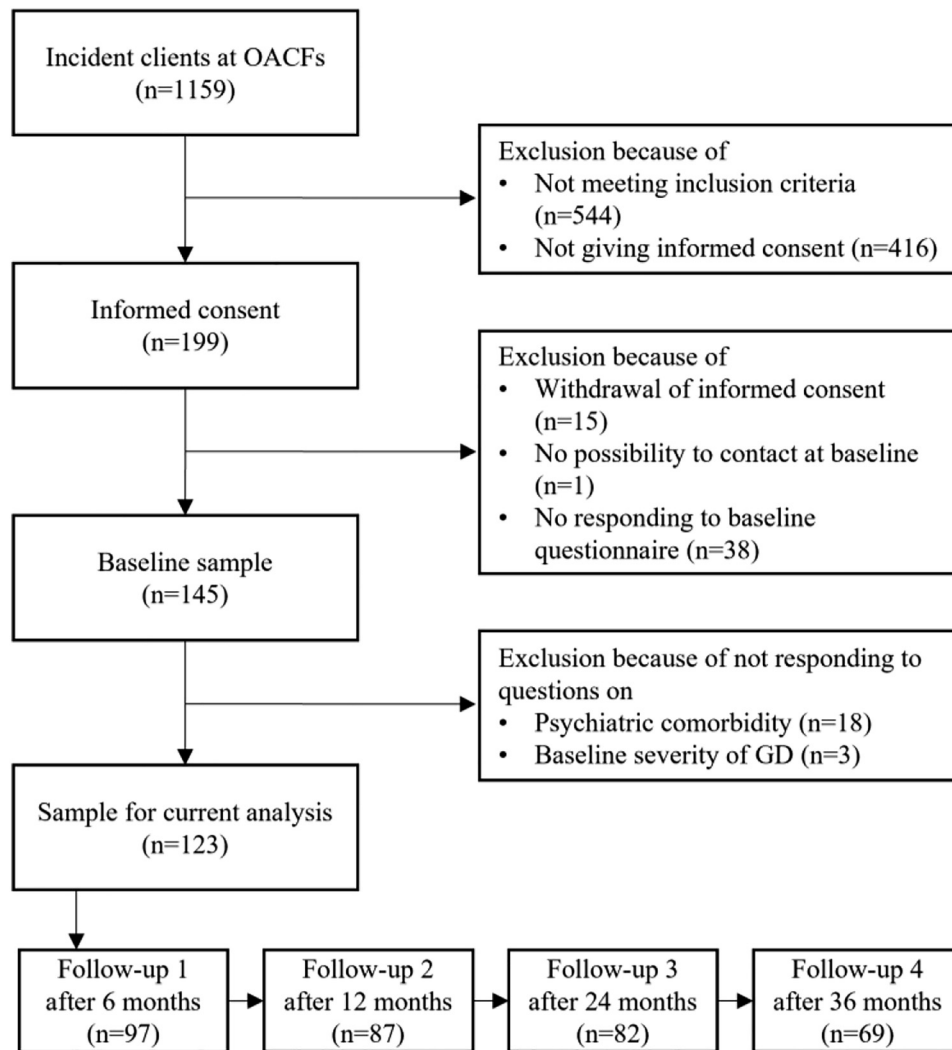 Incident clients at OACFs
(n=1159)
Exclusion because of
• Not meeting inclusion criteria
(n=544)
• Not giving informed consent (n=416)
Informed consent
(n=199)
Exclusion because of
• Withdrawal of informed consent
(n=15)
• No possibility to contact at baseline
(n=1)
• No responding to baseline
questionnaire (n=38)
Baseline sample
(n=145)
Exclusion because of not responding to
questions on
• Psychiatric comorbidity (n=18)
• Baseline severity of GD (n=3)
Sample for current analysis
(n=123)
Follow-up 1
after 6 months
(n=97)
Follow-up 2
after 12 months
(n=87)
Follow-up 3
after 24 months
(n=82)
Follow-up 4
after 36 months
(n=69)